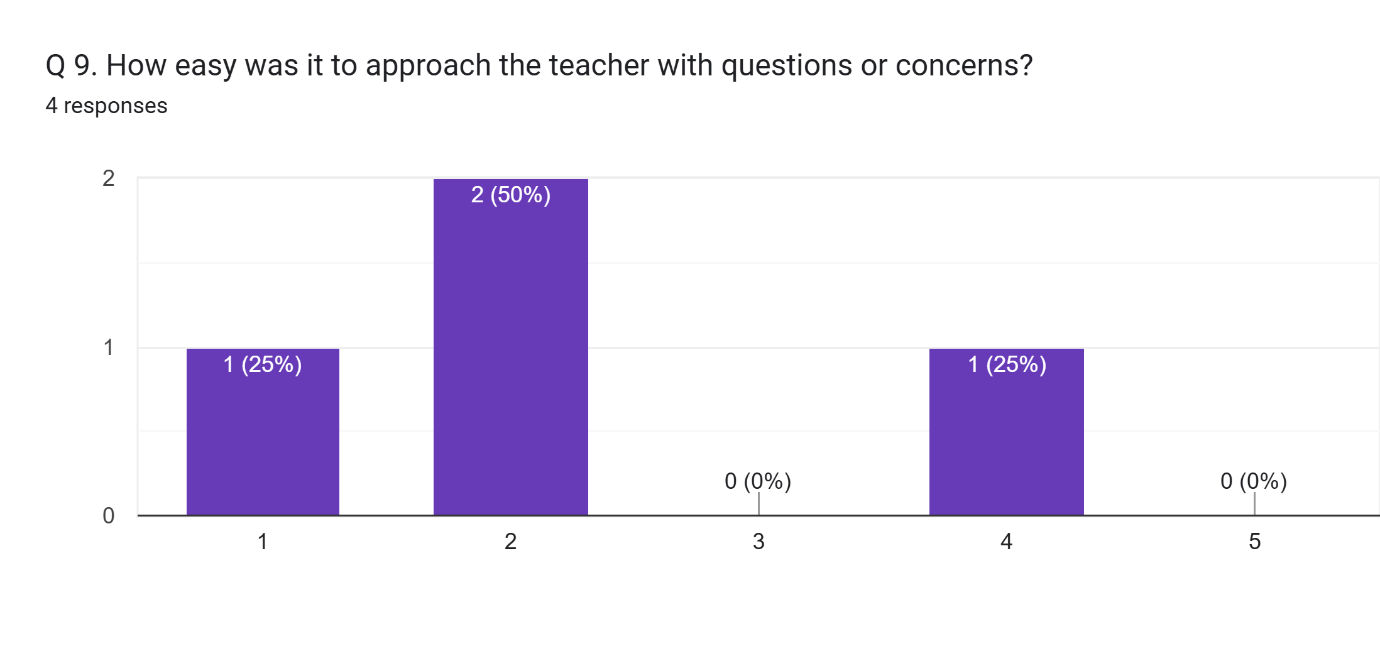 Q 9. How easy was it to approach the teacher with questions or concerns?
4 responses
2
2 (50%)
1
1 (25%)
1 (25%)
0 (0%)
0 (0%)
0
1 2 3 4 5